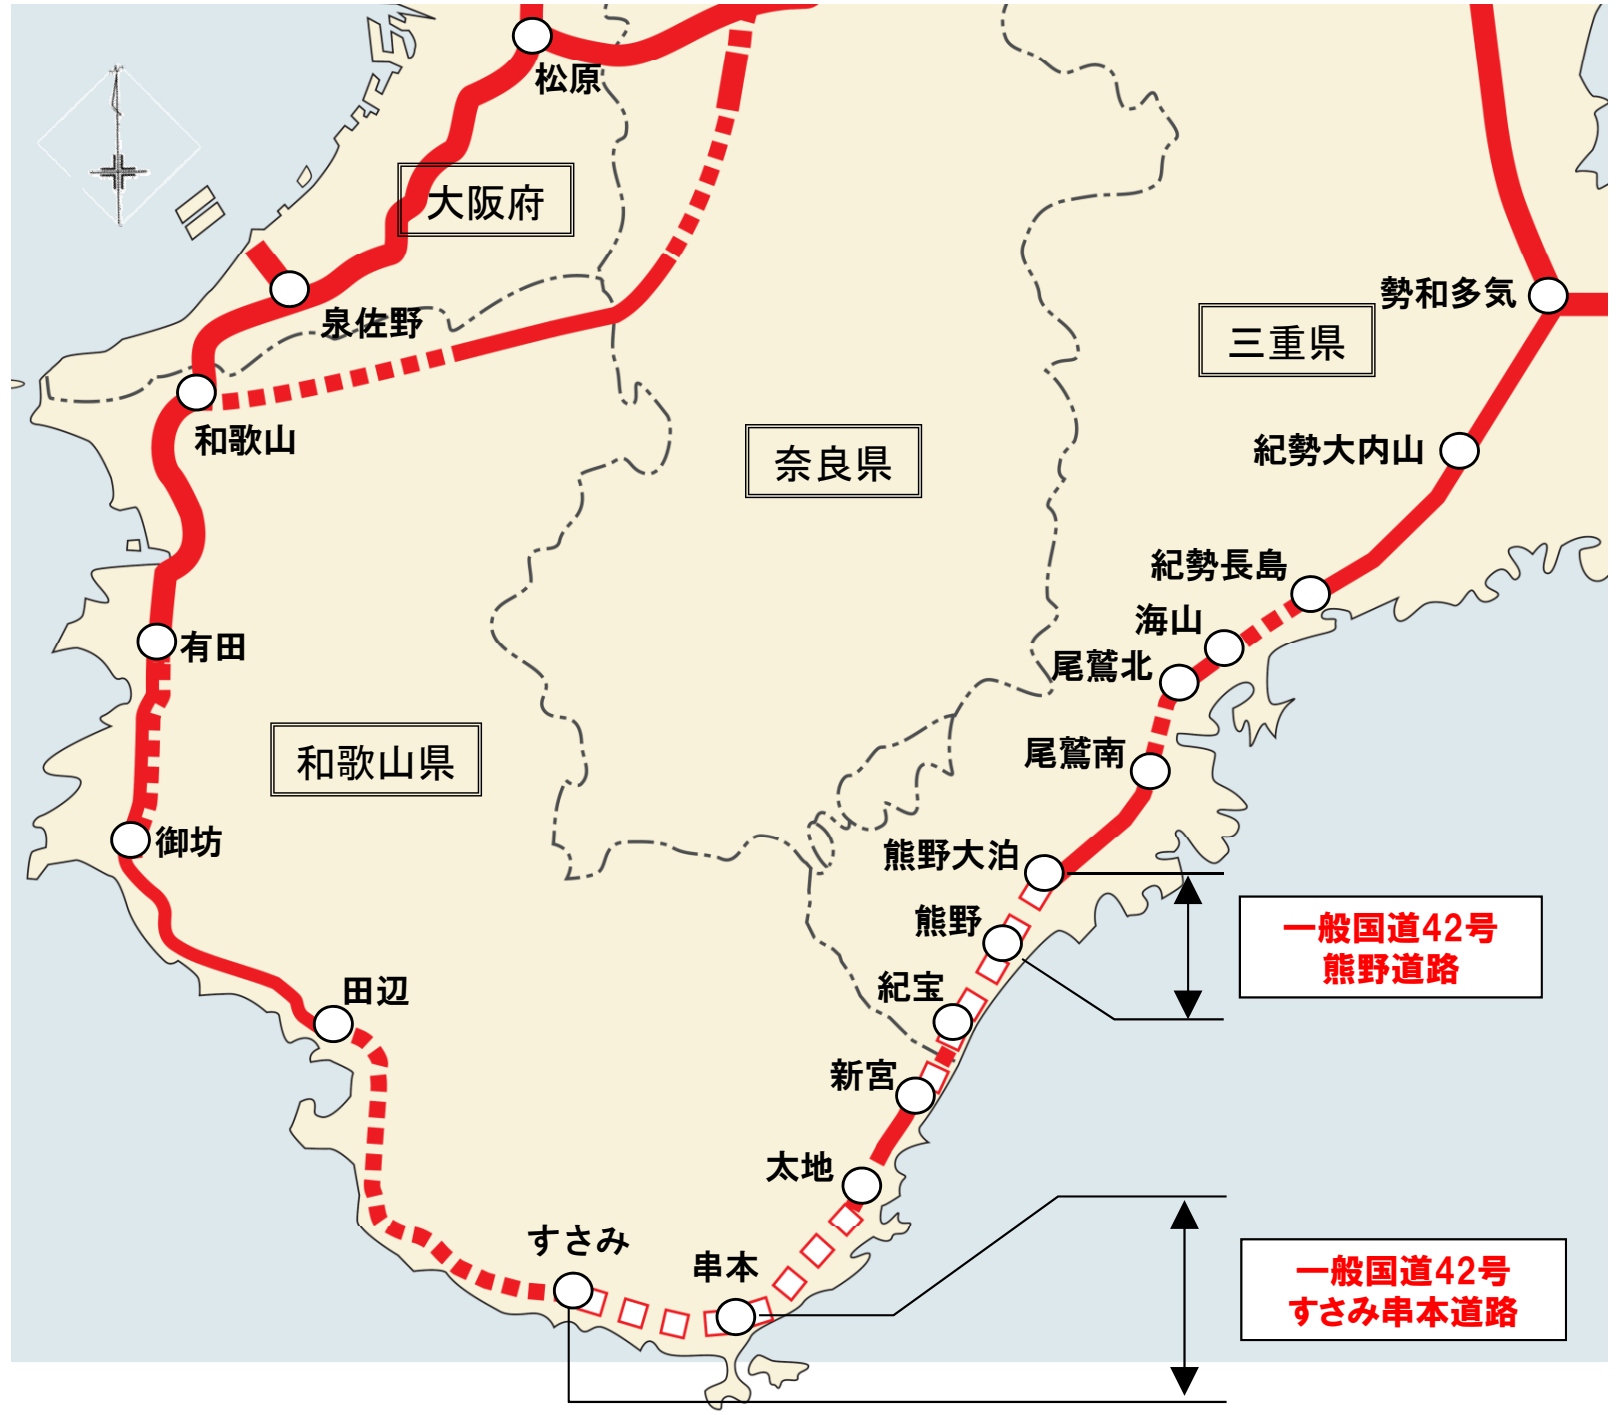 松原
大阪府
泉佐野
勢和多気
三重県
和歌山
紀勢大内山
奈良県
紀勢長島
海山
有田
尾鷲北
和歌山県
尾鷲南
御坊
熊野大泊
熊野
一般国道42号
熊野道路
田辺
紀宝
新宮
太地
すさみ
串本
一般国道42号
すさみ串本道路